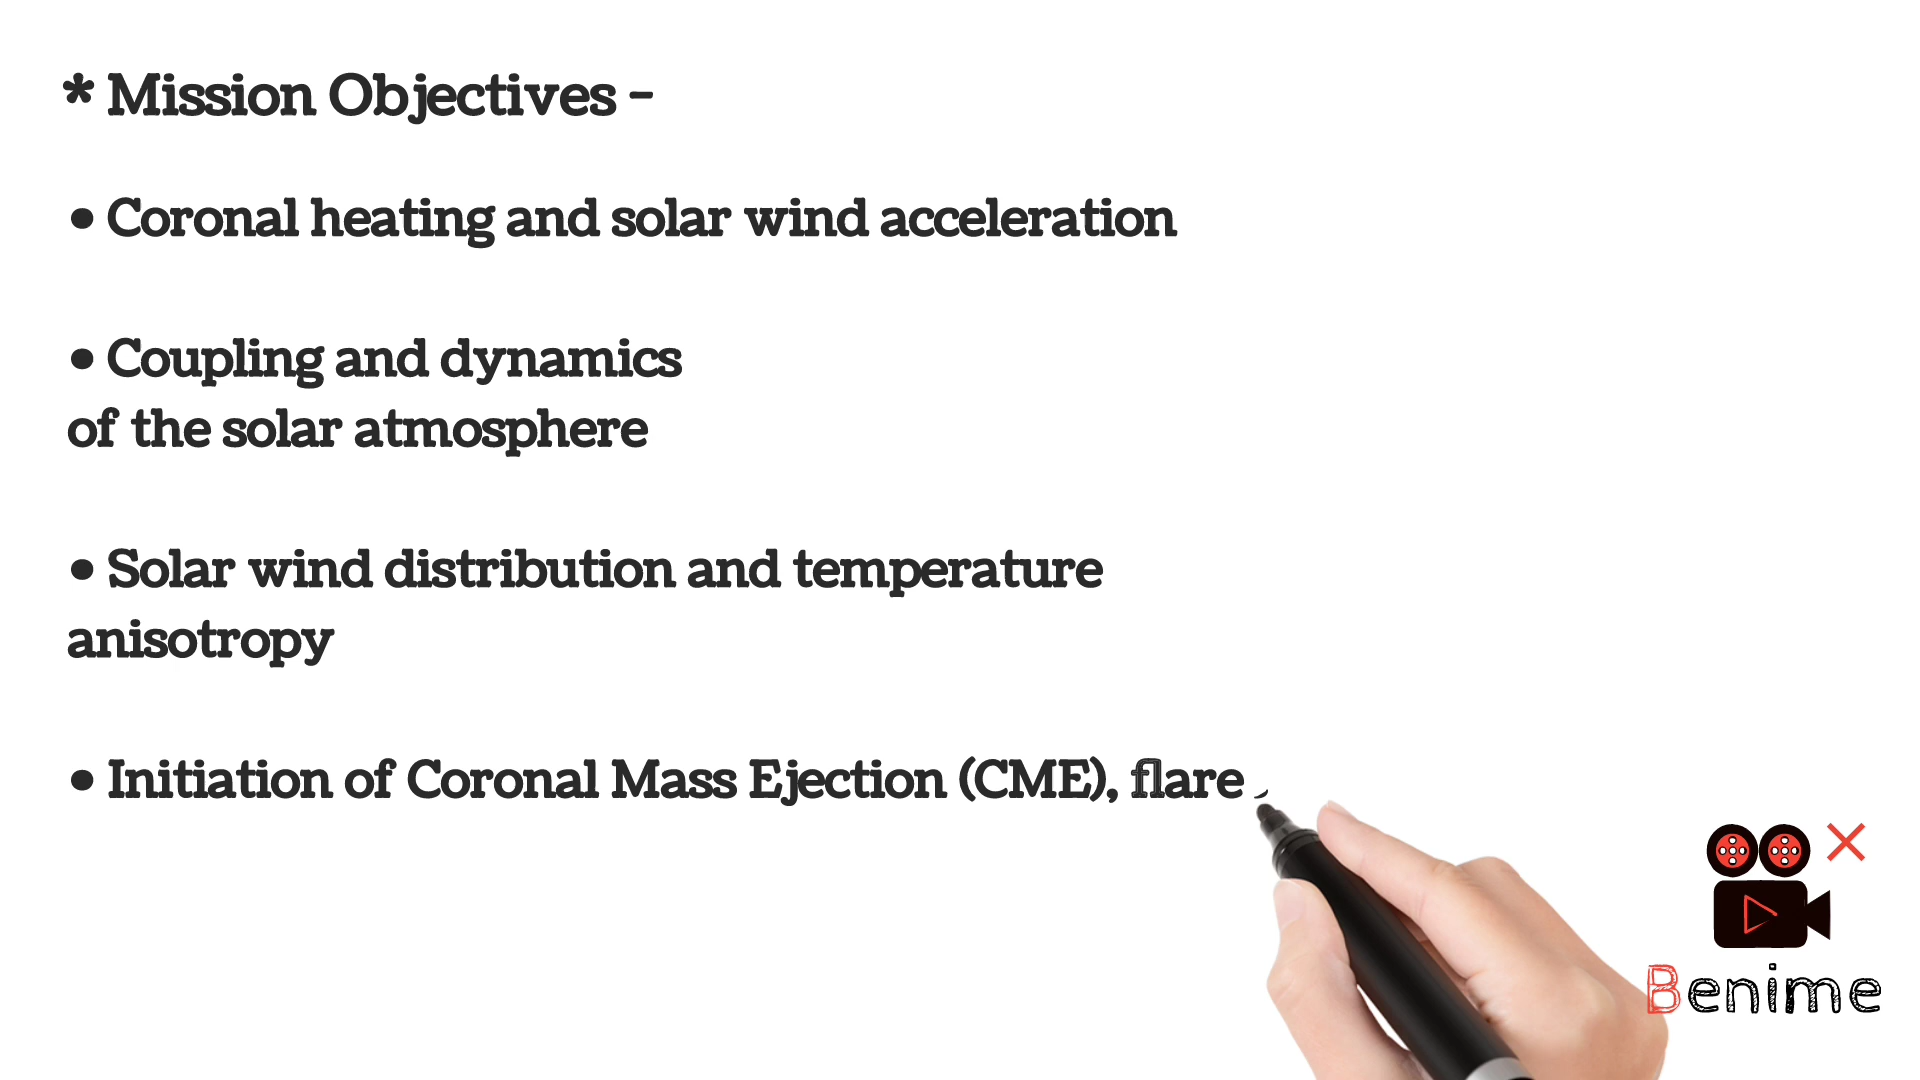 * Mission Objectives -
• Coronal heating and solar wind acceleration
• Coupling and dynamics
of the solar atmosphere
• Solar wind distribution and temperature
anisotropy
• Initiation of Coronal Mass Ejection (CME), flare
Benime